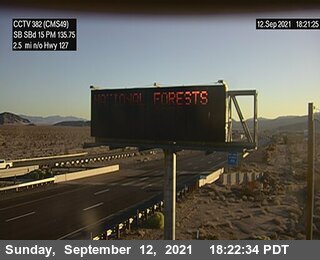 CCTV 382 (CMS49)
SB SBd 15 PM 135.75
2.5 mi n/o Hwy 127
12.Sep 2021 18:21:25
NATIONAL FORESTS
Sunday, September 12, 2021 18:22:34 PDT